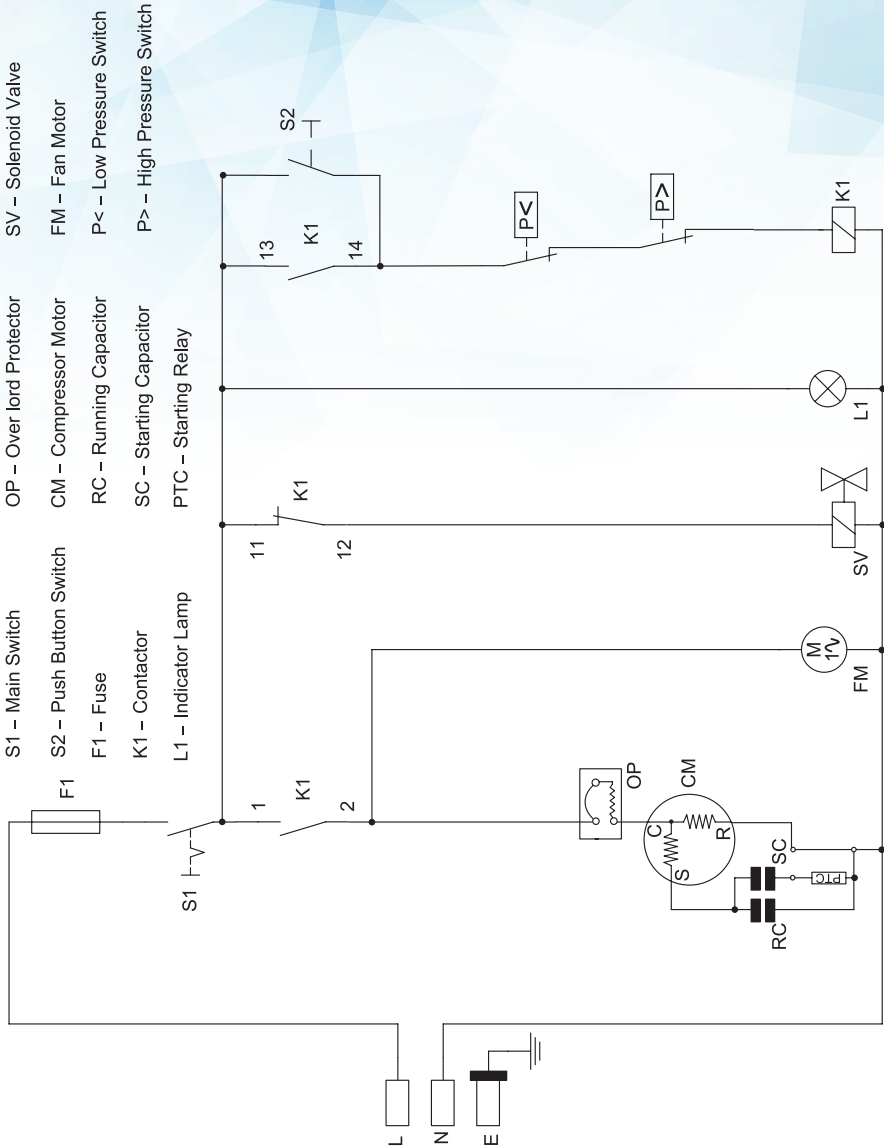 S1 – Main Switch
S2 – Push Button Switch
F1 – Fuse
K1 – Contactor
L1 – Indicator Lamp
OP – Over lord Protector
CM – Compressor Motor
RC – Running Capacitor
SC – Starting Capacitor
PTC – Starting Relay
SV – Solenoid Valve
FM – Fan Motor
P< – Low Pressure Switch
P> – High Pressure Switch
F1
S1
1
K1
2
11
K1
12
13
K1
14
S2
P<
P>
OP
CM
C
S
R
SC
RC
PTC
M
1∿
FM
SV
L1
K1
L
N
E